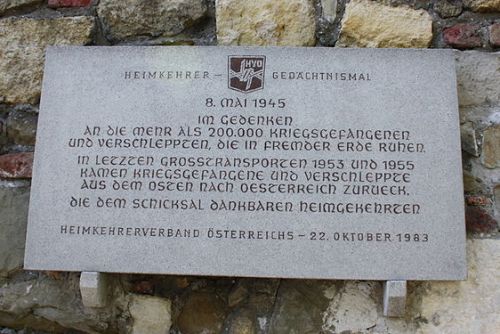 HVÖ
HEIMKEHRER - GEDÄCHTNISMAL
8. MAI 1945
IM GEDENKEN
AN DIE MEHR ALS 200.000 KRIEGSGEFANGENEN
UND VERSCHLEPPTEN, DIE IN FREMDER ERDE RUHEN.
IN LETZTEN GROSSTRANSPORTEN 1953 UND 1955
KAMEN KRIEGSGEFANGENE UND VERSCHLEPPTE
AUS DEM OSTEN NACH OESTERREICH ZURUECK.
DIE DEM SCHICKSAL DANKBAREN HEIMGEKEHRTEN
HEIMKEHRERVERBAND ÖSTERREICHS - 22. OKTOBER 1983